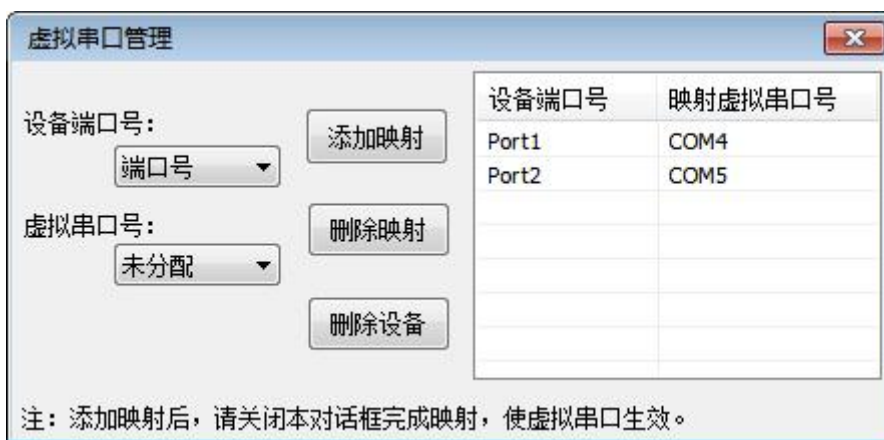 虚拟串口管理
设备端口号：
端口号
添加映射
虚拟串口号：
未分配
删除映射
删除设备
设备端口号 映射虚拟串口号
Port1 COM4
Port2 COM5
注：添加映射后，请关闭本对话框完成映射，使虚拟串口生效。